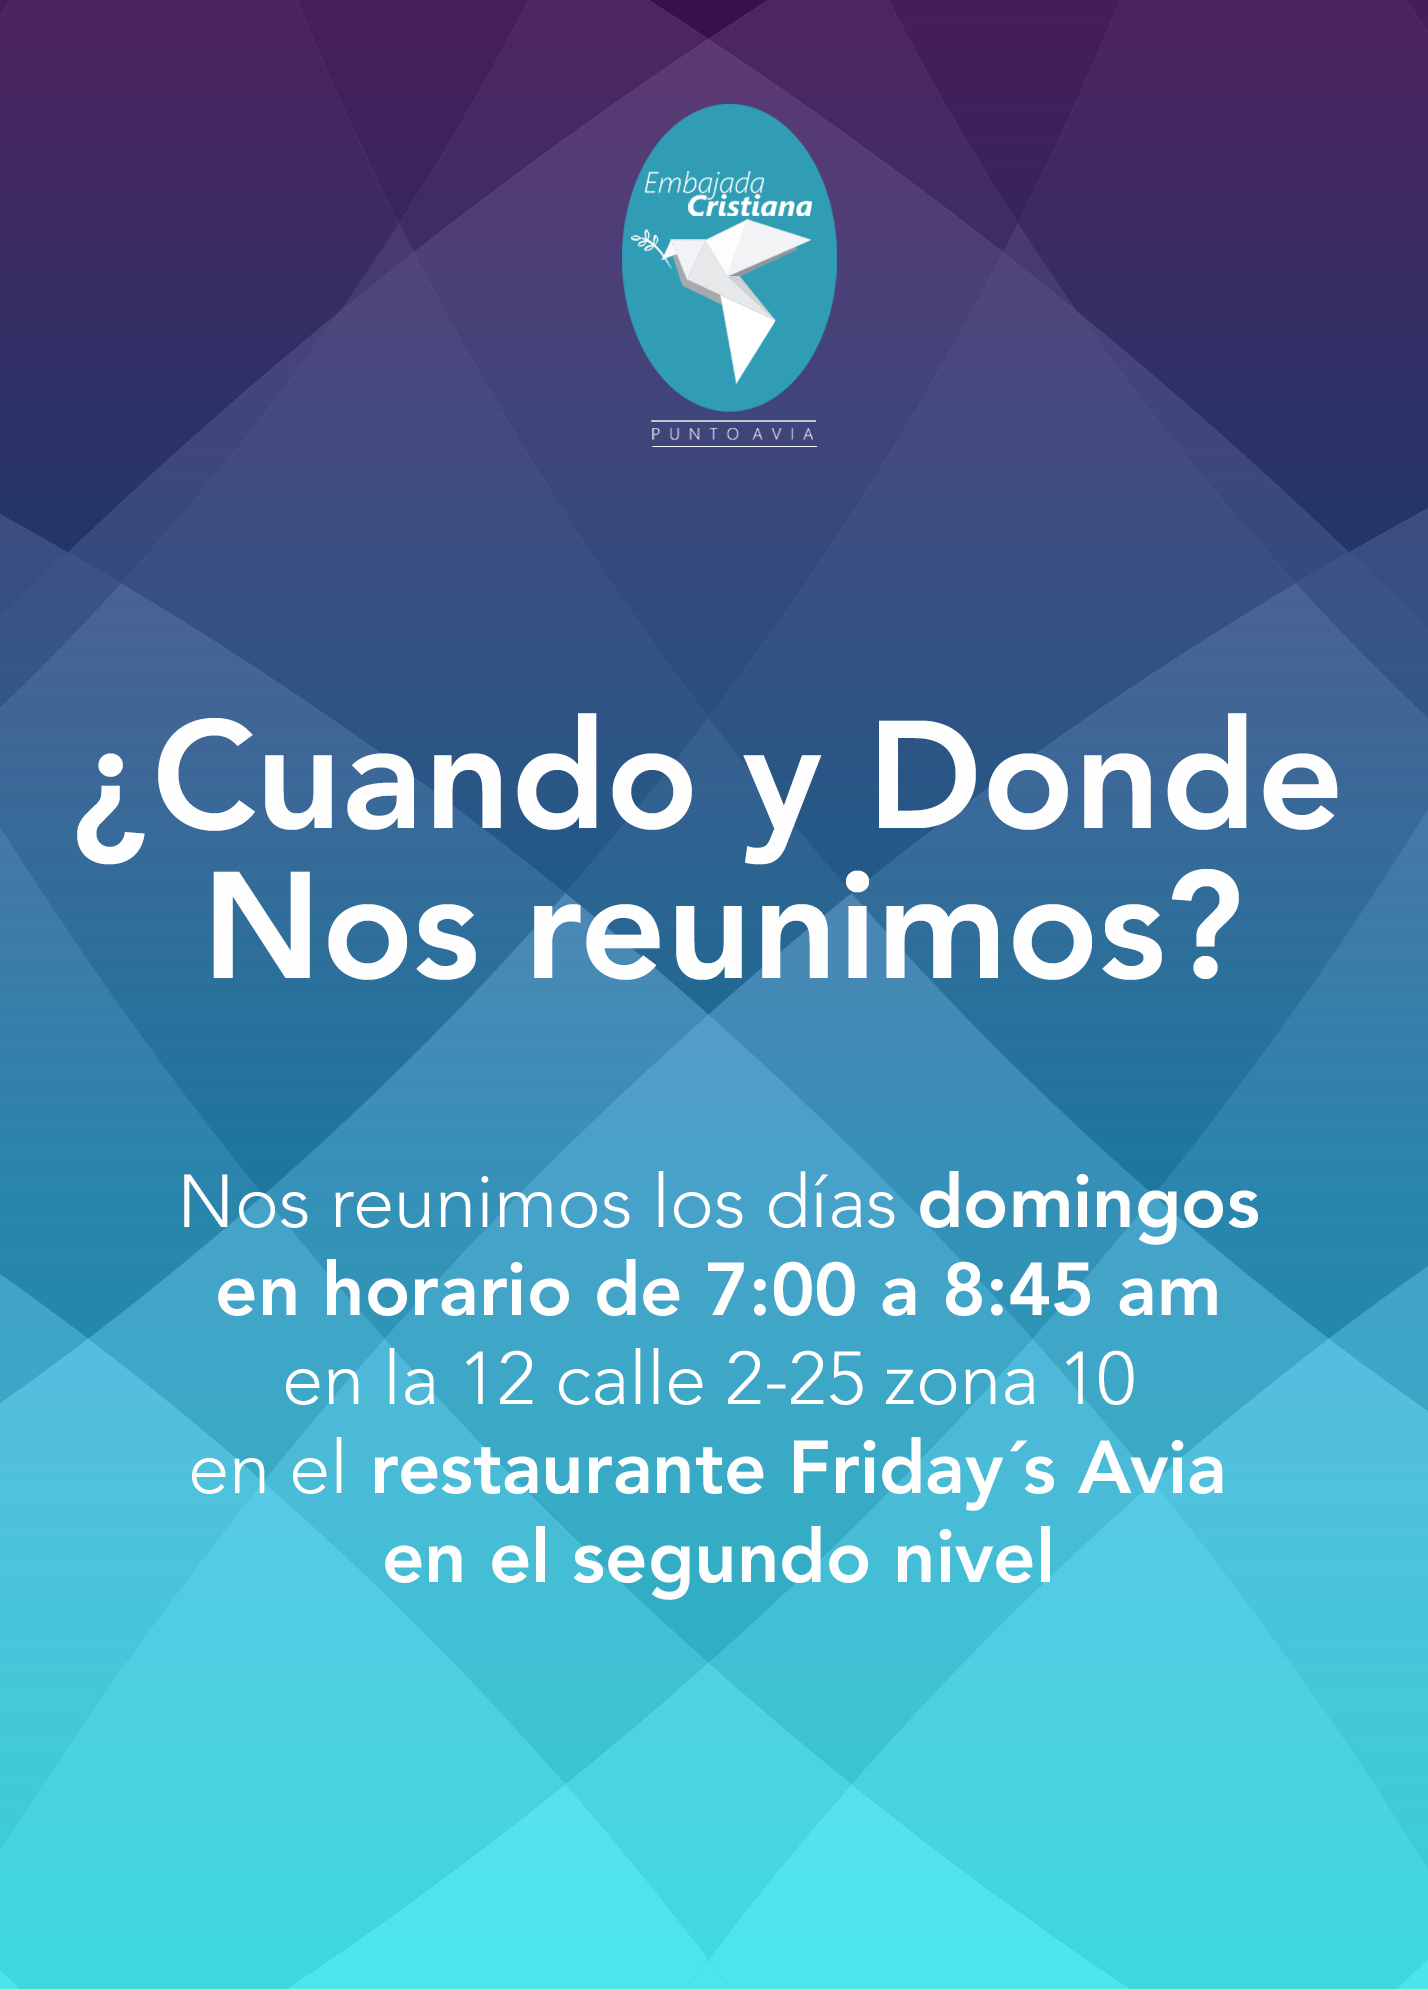 Embajada
Cristiana
PUNTO AVIA
¿Cuando y Donde
Nos reunimos?
Nos reunimos los días domingos
en horario de 7:00 a 8:45 am
en la 12 calle 2-25 zona 10
en el restaurante Friday´s Avia
en el segundo nivel